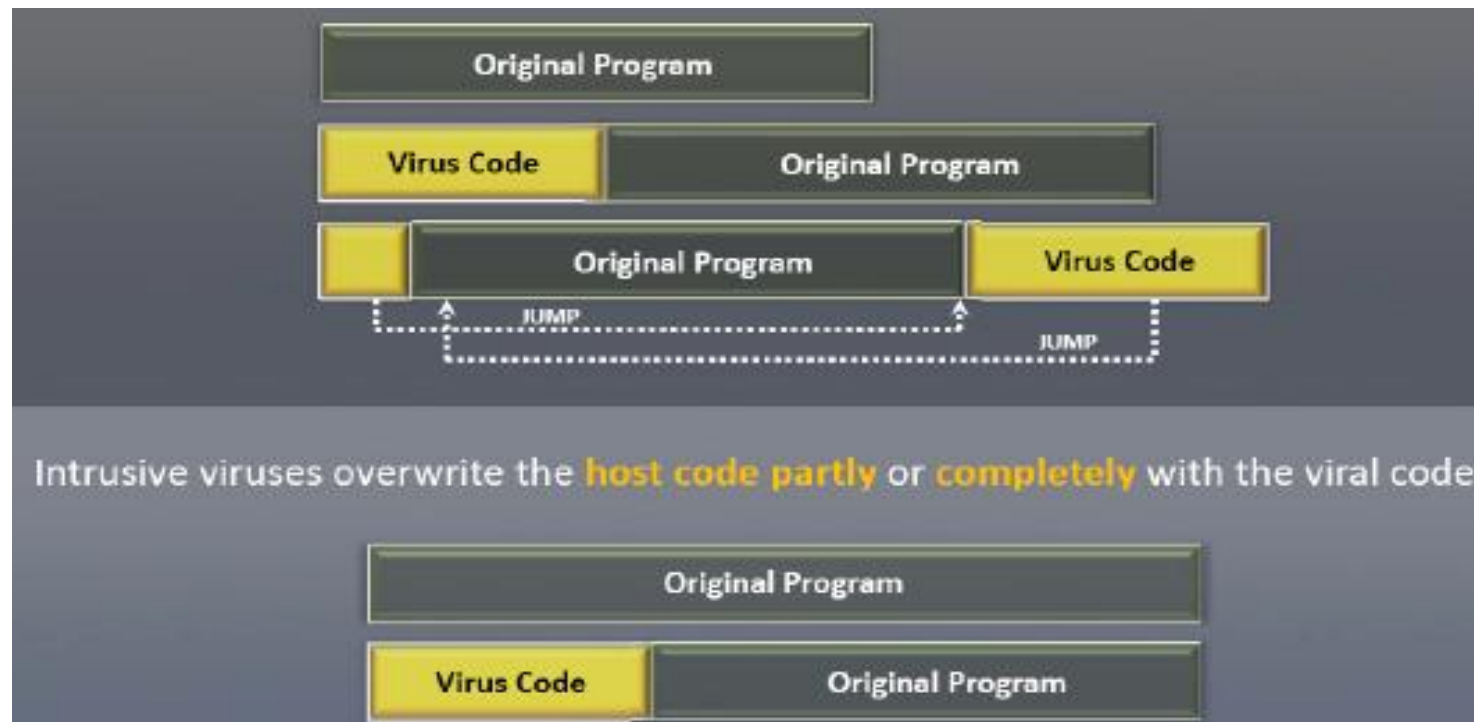 Original Program
Virus Code Original Program
Original Program Virus Code
JUMP
JUMP
Intrusive viruses overwrite the host code partly or completely with the viral code
Original Program
Virus Code Original Program